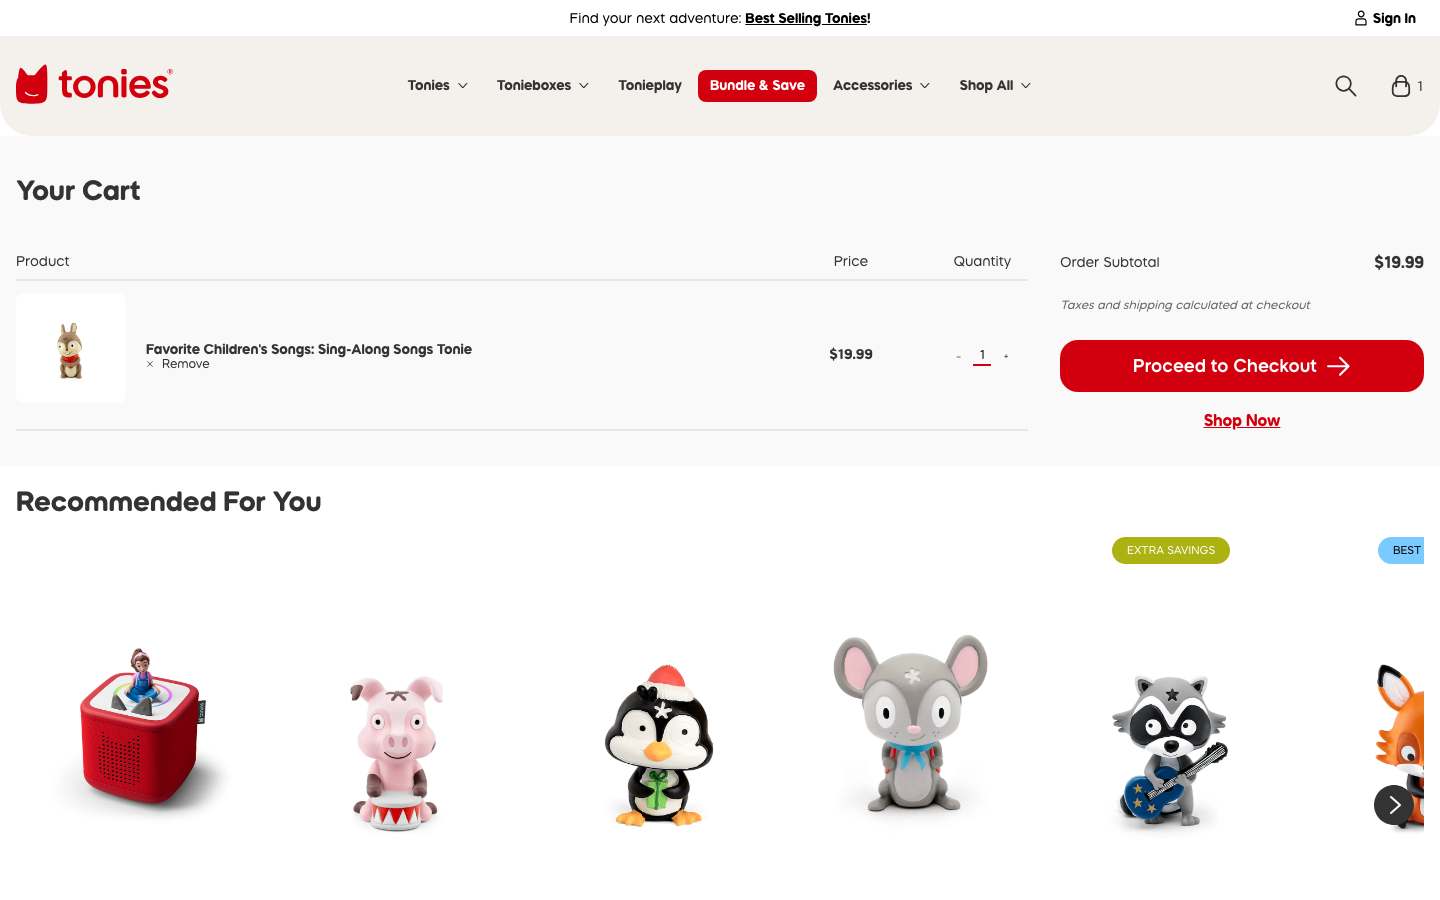 Find your next adventure: Best Selling Tonies!
Sign In
tonies®
Tonies
Tonieboxes
Tonieplay
Bundle & Save
Accessories
Shop All
1
Your Cart
Product
Price
Quantity
Favorite Children's Songs: Sing-Along Songs Tonie
× Remove
$19.99
- 1 +
Order Subtotal
$19.99
Taxes and shipping calculated at checkout
Proceed to Checkout
Shop Now
Recommended For You
EXTRA SAVINGS
BEST